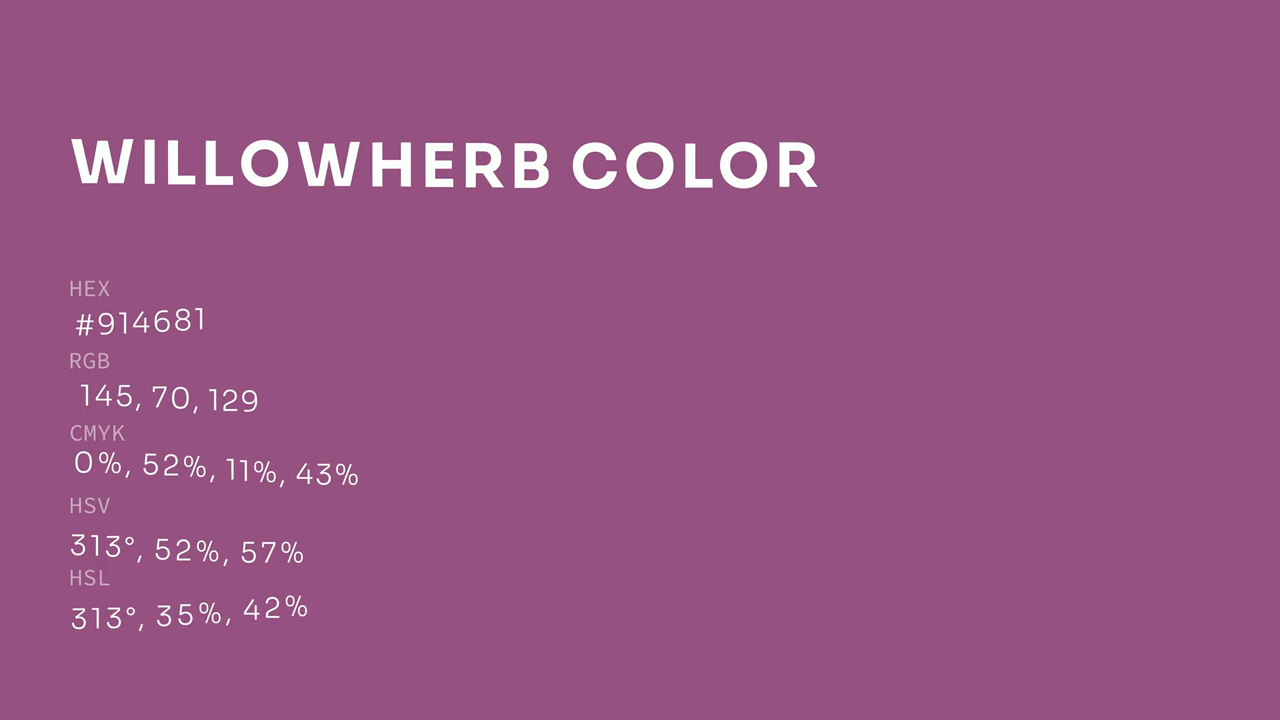 WILLOWHERB COLOR
HEX
#914681
RGB
145, 70, 129
CMYK
0%, 52%, 11%, 43%
HSV
313°, 52%, 57%
HSL
313°, 35%, 42%